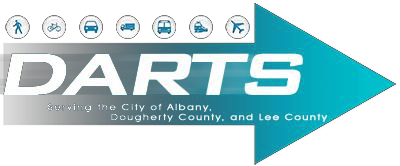 DARTS
Serving the City of Albany,
Dougherty County, and Lee County